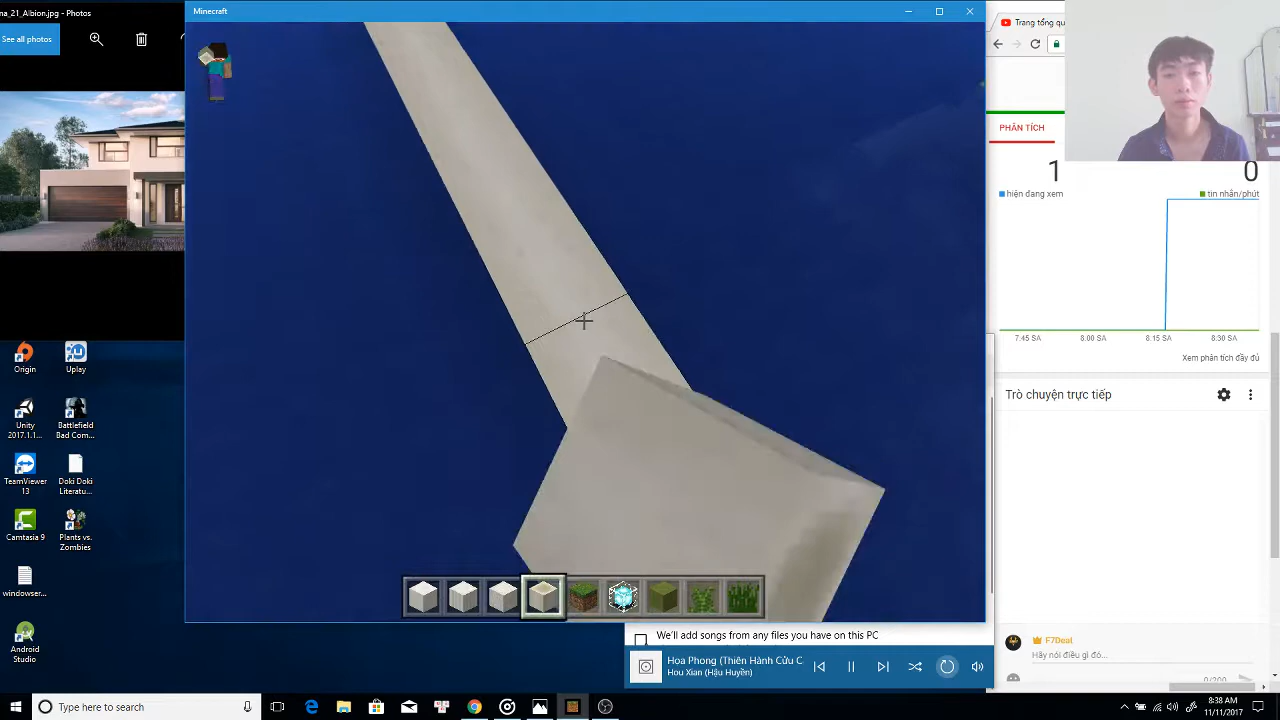 ma_21_Albion.jpg - Photos
See all photos
Minecraft
Trang tổng qu
PHÂN TÍCH
1
0
hiện đang xem
tin nhắn/phút
7:45 SA
8:00 SA
8:15 SA
8:30 SA
Xem phân tích đầy đủ
Trò chuyện trực tiếp
Origin
Uplay
Unity
2017.1.1...
Battlefield
Bad Com...
TeamViewer
13
Doki Doki
Literatu...
Camtasia 9
Plants vs.
Zombies
windower...
Android
Studio
We'll add songs from any files you have on this PC
Hoa Phong (Thiên Hành Cửu C
Hou Xian (Hậu Huyền)
F7Deal
Hãy nói điều gì đó...
0/200
Type here to search
8:38 AM
11/11/2017